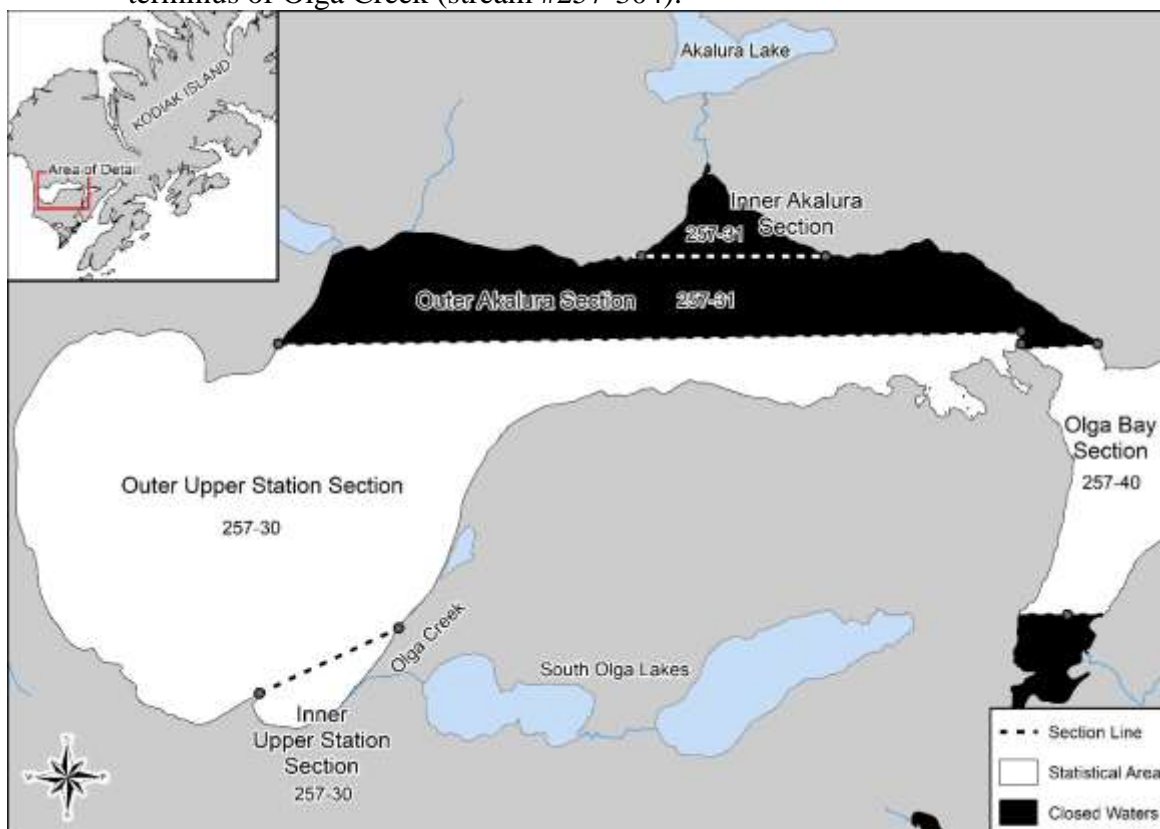 terminus of Olga Creek (stream #257-304).
KODIAK ISLAND
Area of Detail
Akalura Lake
Inner Akalura
Section
257-31
Outer Akalura Section
257-31
Olga Bay
Section
257-40
Outer Upper Station Section
257-30
Olga Creek
South Olga Lakes
Inner
Upper Station
Section
257-30
Section Line
Statistical Area
Closed Waters